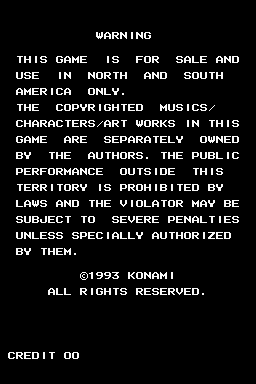 WARNING
THIS GAME IS FOR SALE AND
USE IN NORTH AND SOUTH
AMERICA ONLY.
THE COPYRIGHTED MUSICS/
CHARACTERS/ART WORKS IN THIS
GAME ARE SEPARATELY OWNED
BY THE AUTHORS. THE PUBLIC
PERFORMANCE OUTSIDE THIS
TERRITORY IS PROHIBITED BY
LAWS AND THE VIOLATOR MAY BE
SUBJECT TO SEVERE PENALTIES
UNLESS SPECIALLY AUTHORIZED
BY THEM.
©1993 KONAMI
ALL RIGHTS RESERVED.
CREDIT 00